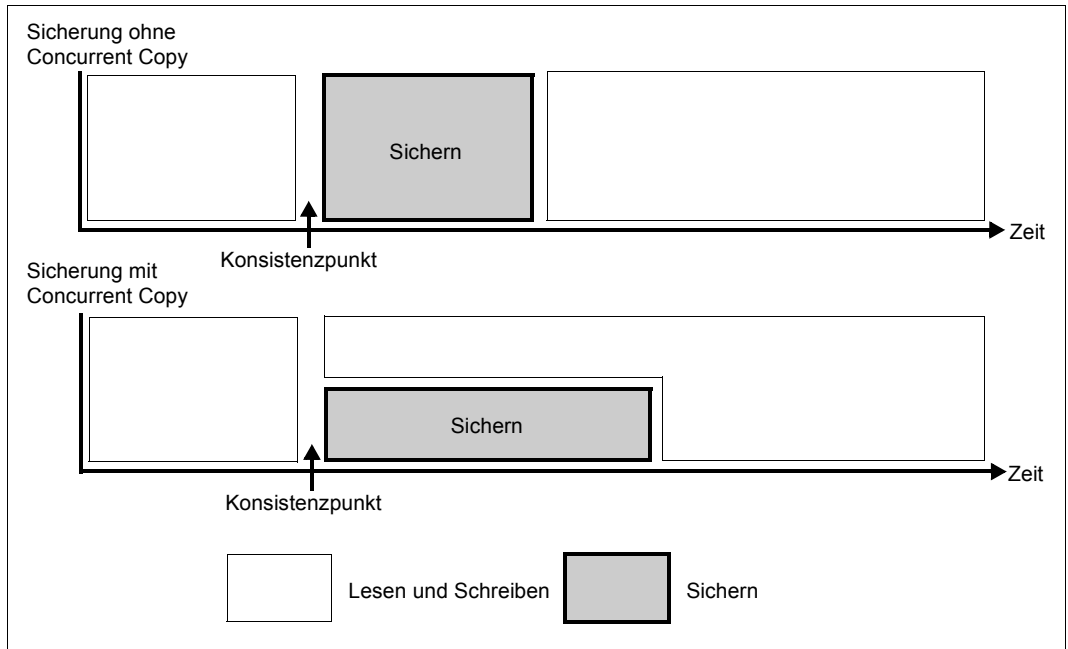 Sicherung ohne
Concurrent Copy
Sichern
Zeit
Konsistenzpunkt
Sicherung mit
Concurrent Copy
Sichern
Zeit
Konsistenzpunkt
Lesen und Schreiben
Sichern